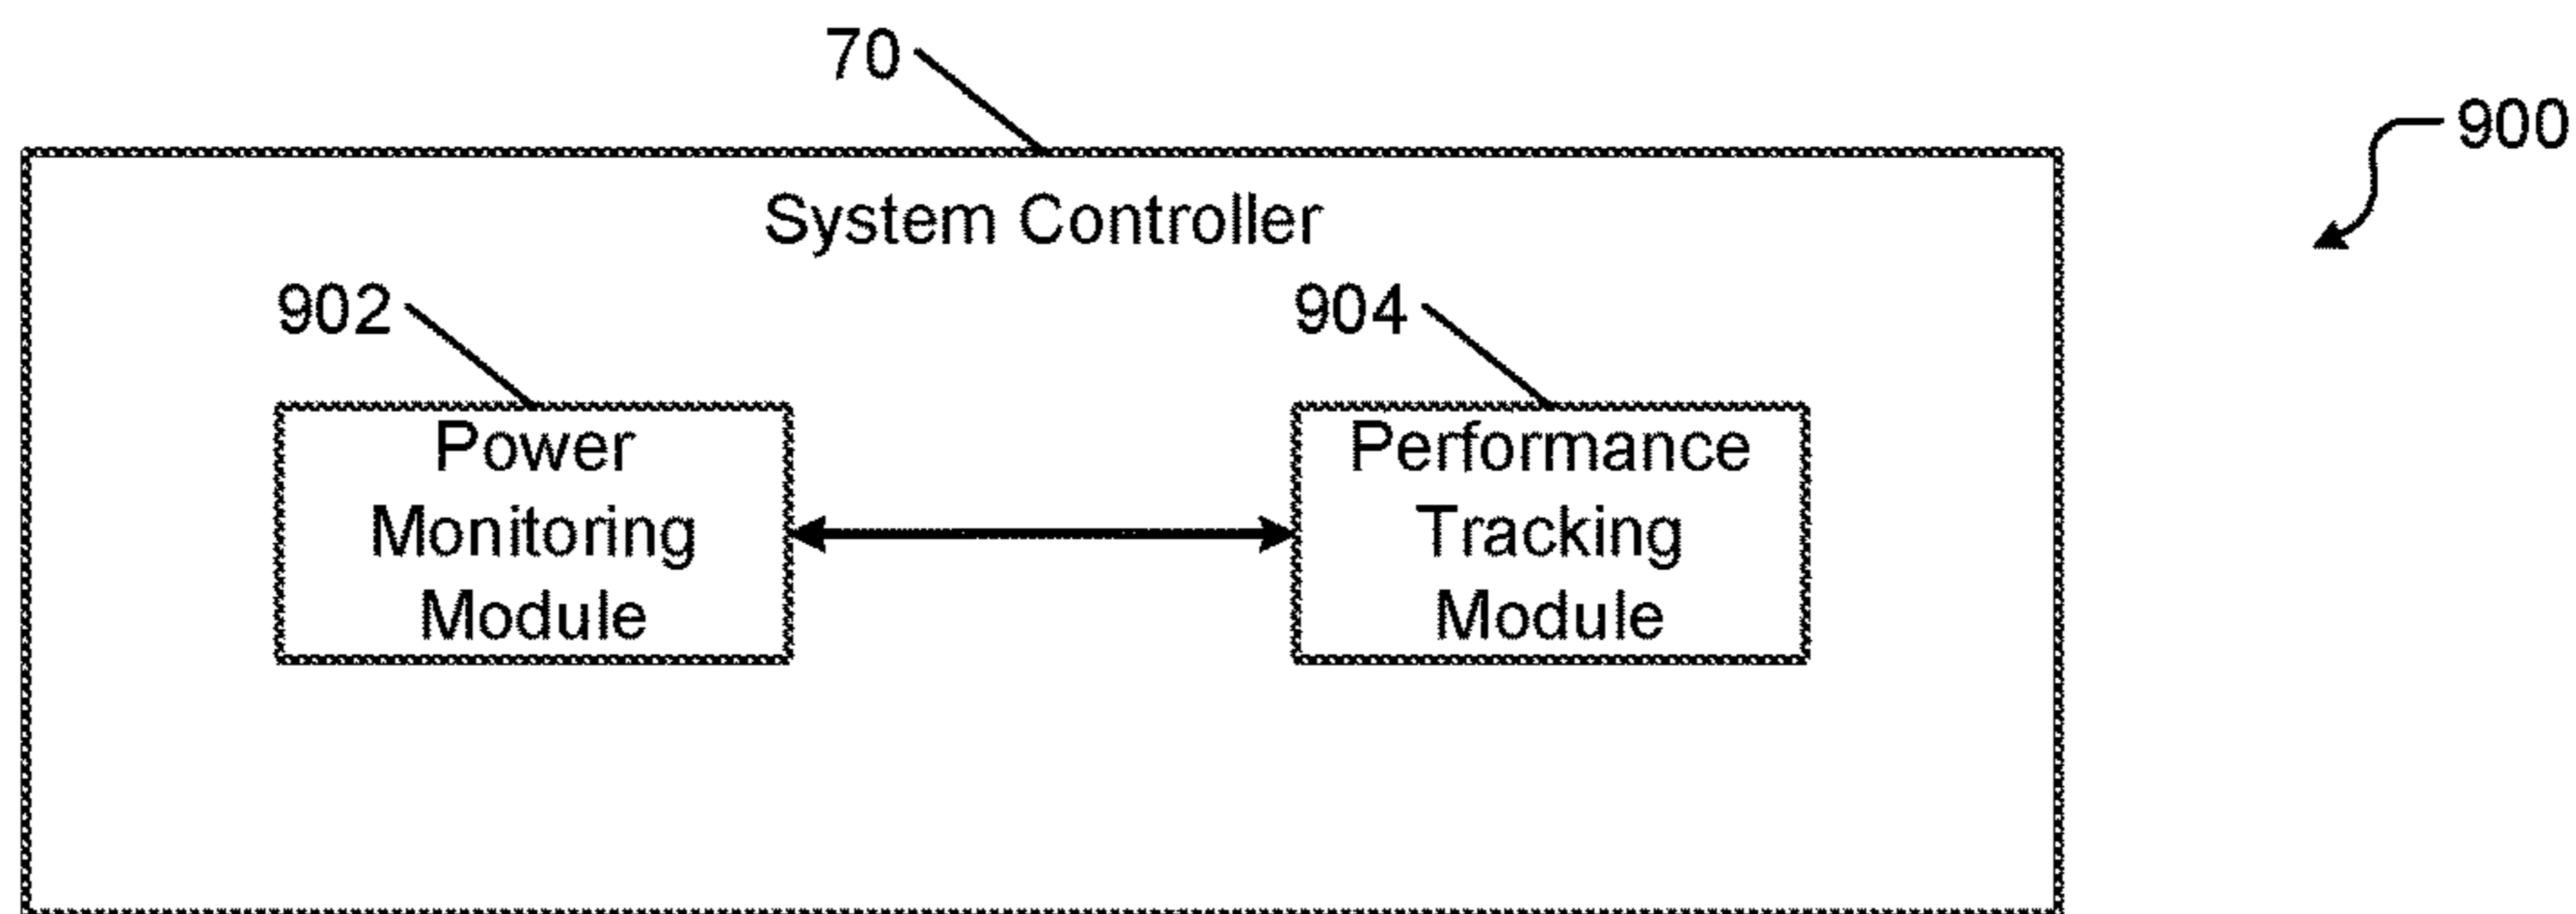 70
900
System Controller
902
904
Power
Monitoring
Module
Performance
Tracking
Module